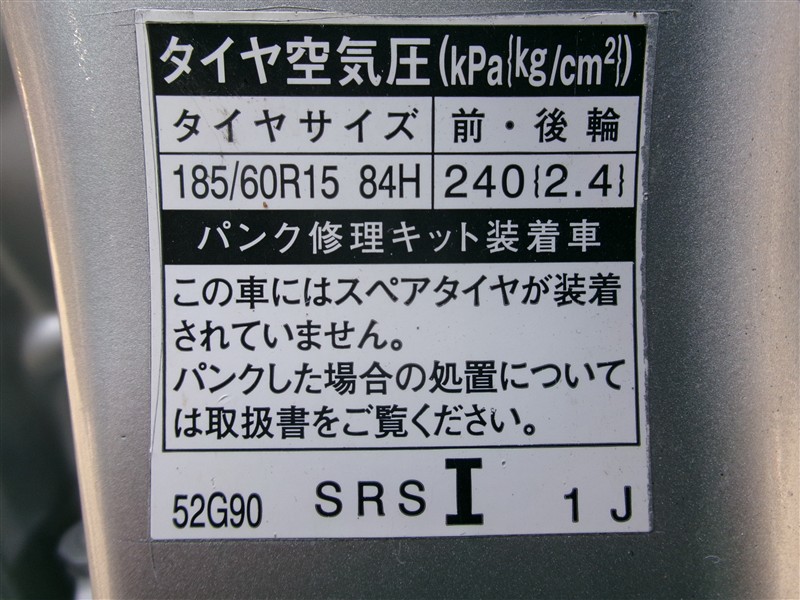 タイヤ空気圧(kPa{kg/cm²})
タイヤサイズ 前・後輪
185/60R15 84H 240{2.4}
パンク修理キット装着車
この車にはスペアタイヤが装着
されていません。
パンクした場合の処置について
は取扱書をご覧ください。
52G90 SRS I 1J